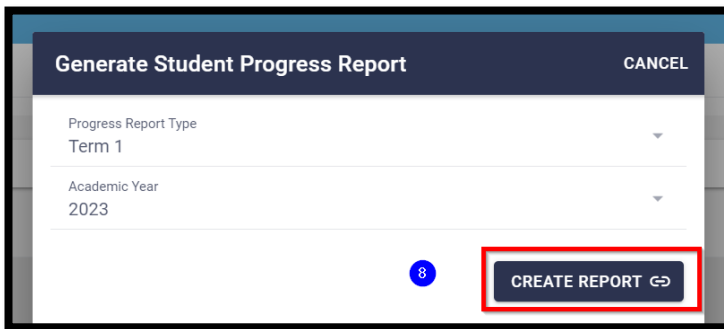 Generate Student Progress Report CANCEL
Progress Report Type
Term 1
Academic Year
2023
8 CREATE REPORT